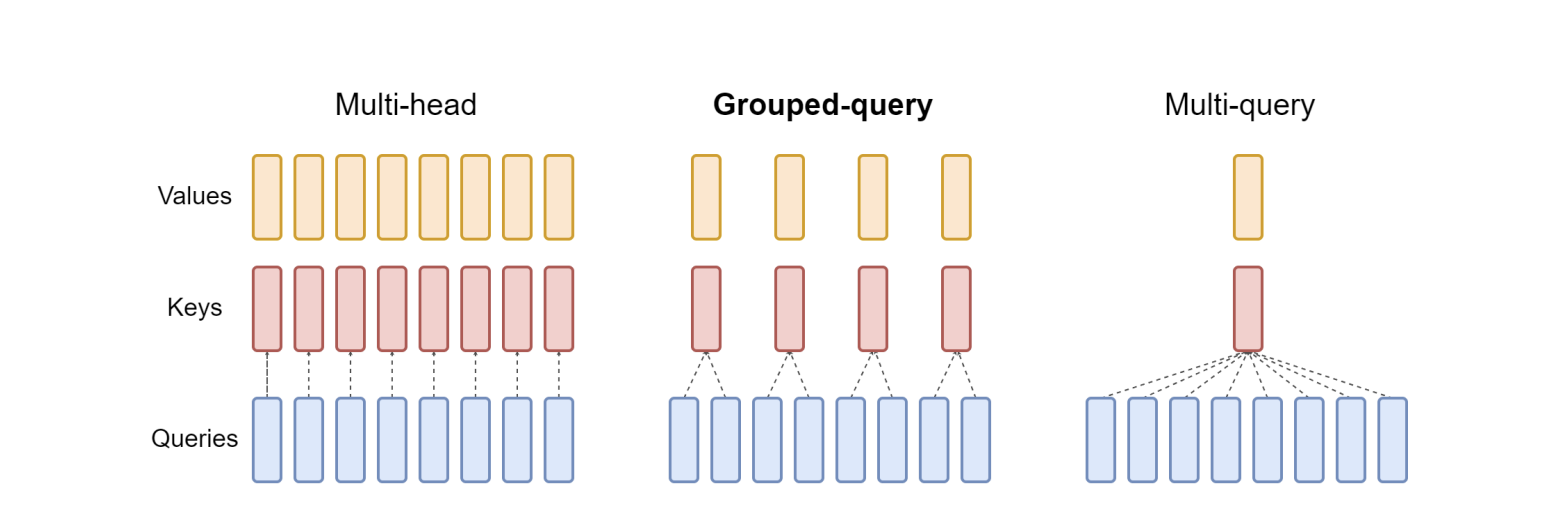 Multi-head
Grouped-query
Multi-query
Values
Keys
Queries